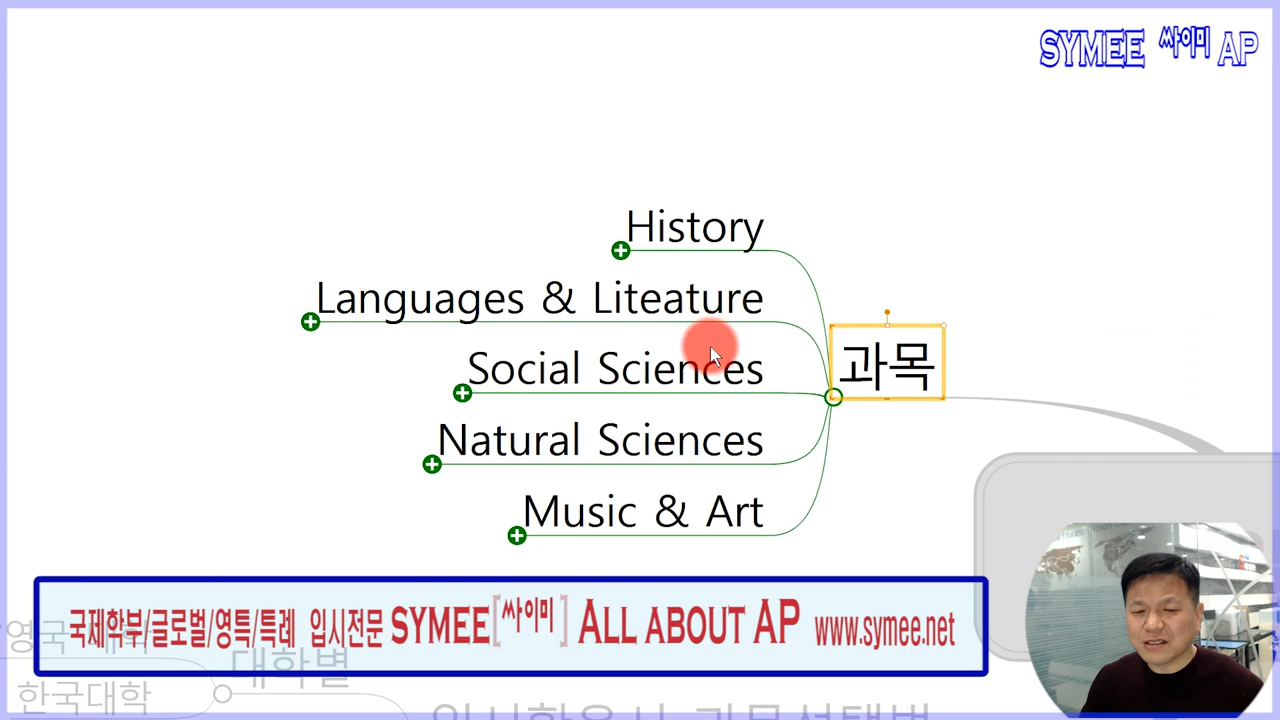 SYMEE 싸이미 AP
History
Languages & Liteature
Social Sciences
과목
Natural Sciences
Music & Art
국제학부/글로벌/영특/특례 입시전문 SYMEE[싸이미] ALL ABOUT AP www.symee.net
영국
대학별
한국대학